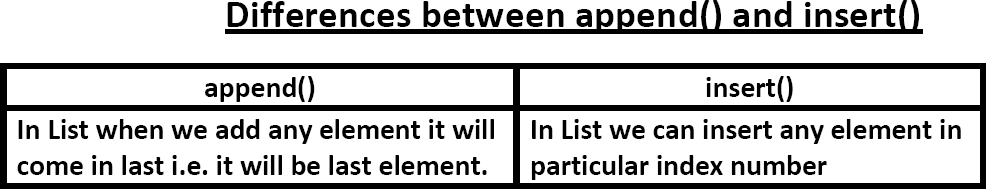 Differences between append() and insert()
append()
insert()
In List when we add any element it will
come in last i.e. it will be last element.
In List we can insert any element in
particular index number